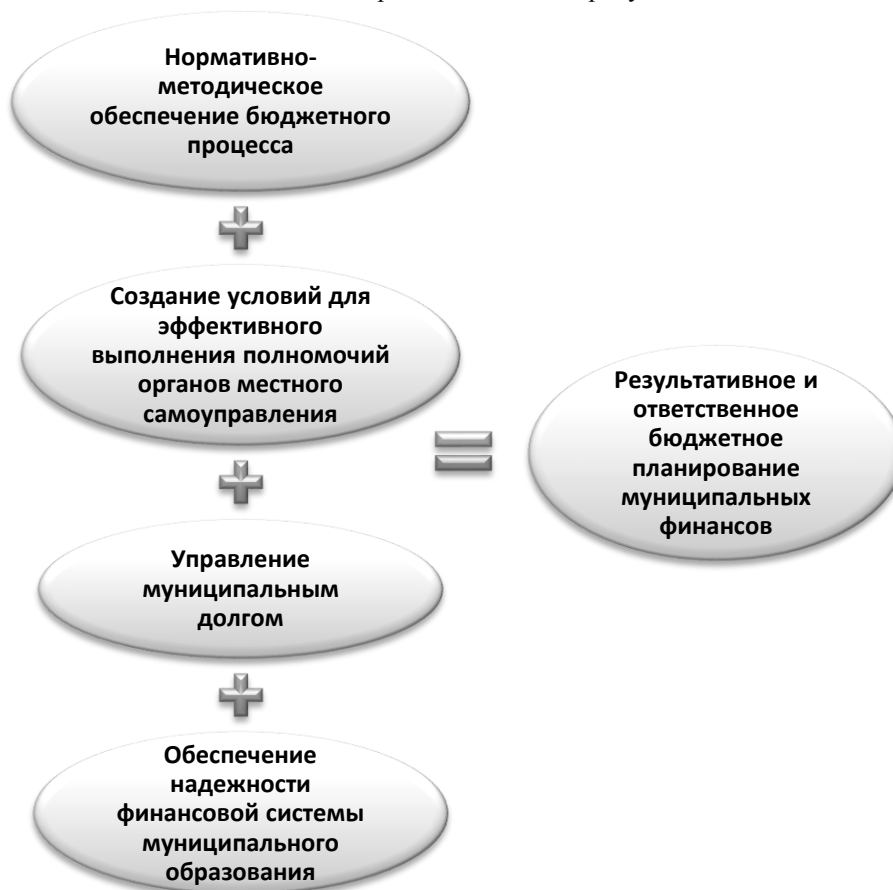 Нормативно-
методическое
обеспечение бюджетного
процесса
Создание условий для
эффективного
выполнения полномочий
органов местного
самоуправления
Управление
муниципальным
долгом
Обеспечение
надежности
финансовой системы
муниципального
образования
Результативное и
ответственное
бюджетное
планирование
муниципальных
финансов